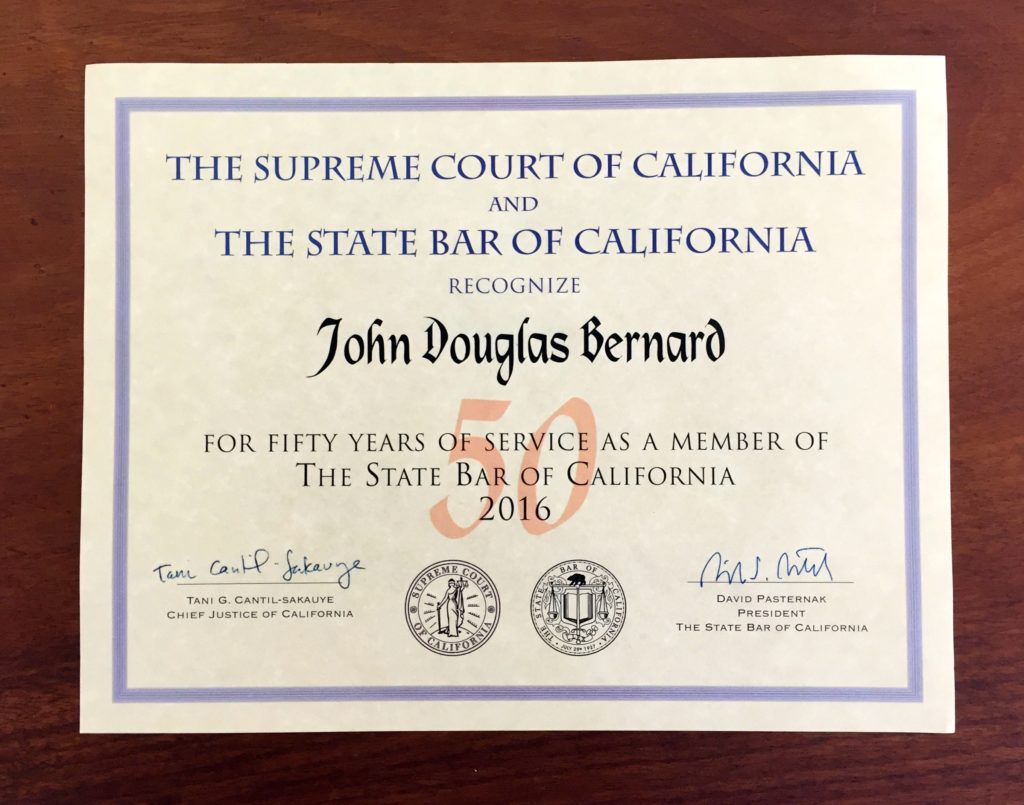 THE SUPREME COURT OF CALIFORNIA
AND
THE STATE BAR OF CALIFORNIA
RECOGNIZE
John Douglas Bernard
50
FOR FIFTY YEARS OF SERVICE AS A MEMBER OF
THE STATE BAR OF CALIFORNIA
2016
Tani Cantil-Sakauye
TANI G. CANTIL-SAKAUYE
CHIEF JUSTICE OF CALIFORNIA
SUPREME COURT OF CALIFORNIA
THE STATE BAR OF CALIFORNIA
JULY 29TH 1927
DAVID PASTERNAK
PRESIDENT
THE STATE BAR OF CALIFORNIA